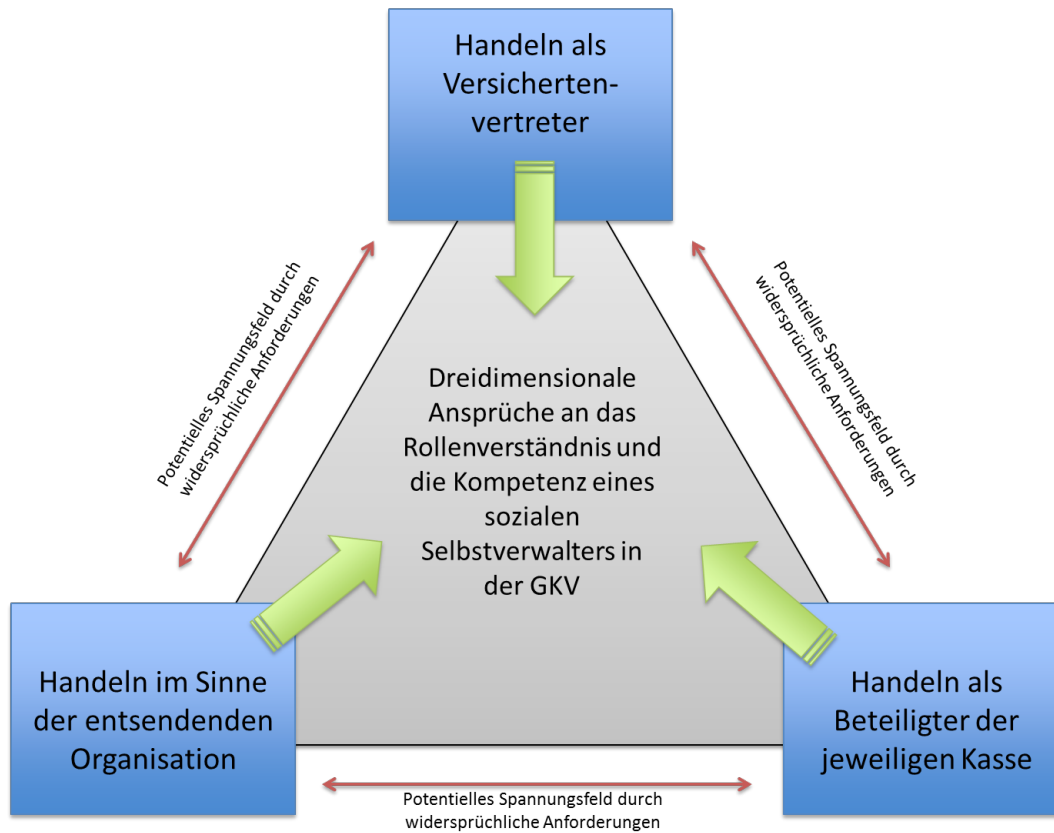 Handeln als
Versicherten-
vertreter
Potentielles Spannungsfeld durch
widersprüchliche Anforderungen
Potentielles Spannungsfeld durch
widersprüchliche Anforderungen
Dreidimensionale
Ansprüche an das
Rollenverständnis und
die Kompetenz eines
sozialen
Selbstverwalters in
der GKV
Handeln im Sinne
der entsendenden
Organisation
Handeln als
Beteiligter der
jeweiligen Kasse
Potentielles Spannungsfeld durch
widersprüchliche Anforderungen